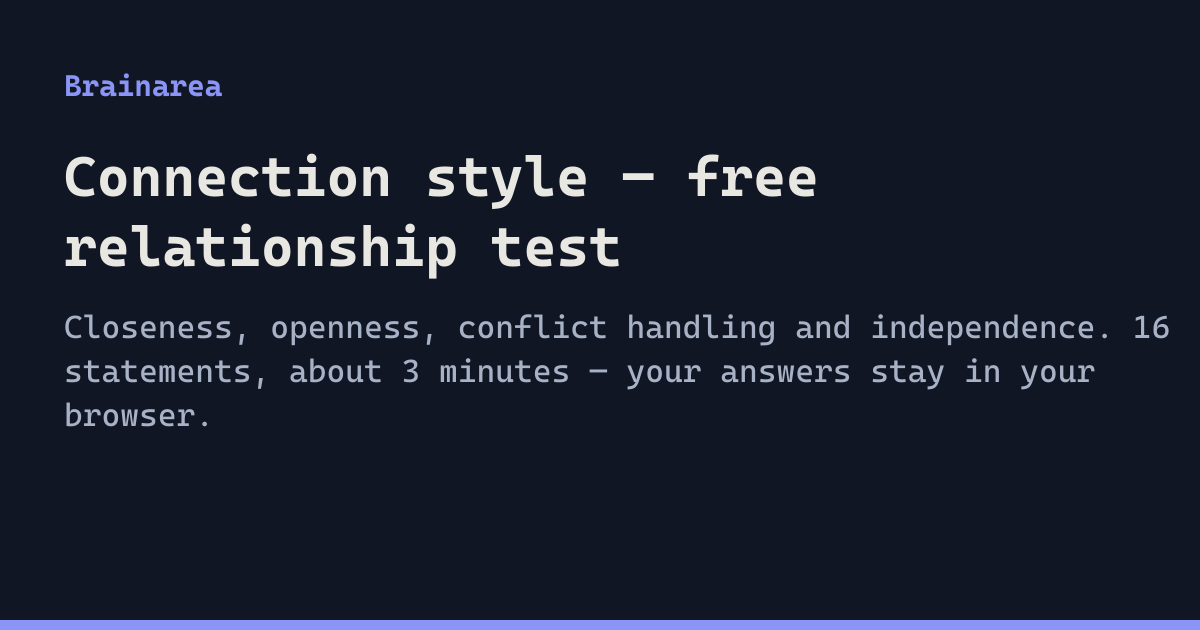 Brainarea
Connection style – free
relationship test
Closeness, openness, conflict handling and independence. 16
statements, about 3 minutes – your answers stay in your
browser.